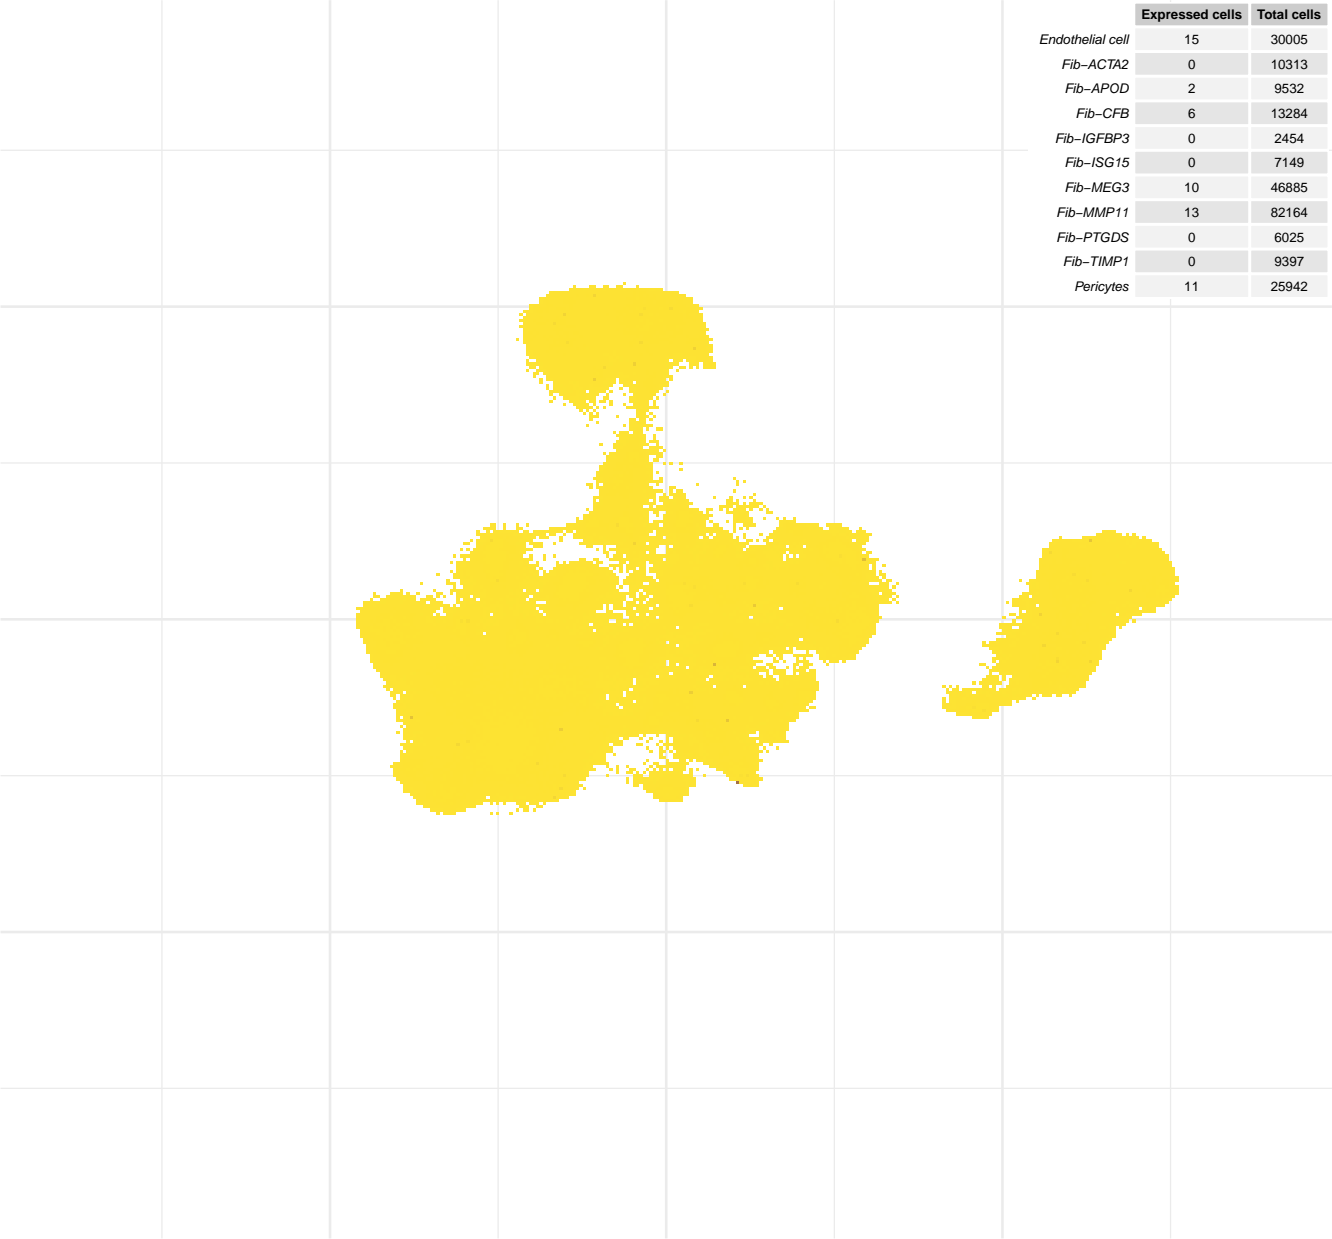 Expressed cells Total cells
Endothelial cell 15 30005
Fib−ACTA2 0 10313
Fib−APOD 2 9532
Fib−CFB 6 13284
Fib−IGFBP3 0 2454
Fib−ISG15 0 7149
Fib−MEG3 10 46885
Fib−MMP11 13 82164
Fib−PTGDS 0 6025
Fib−TIMP1 0 9397
Pericytes 11 25942